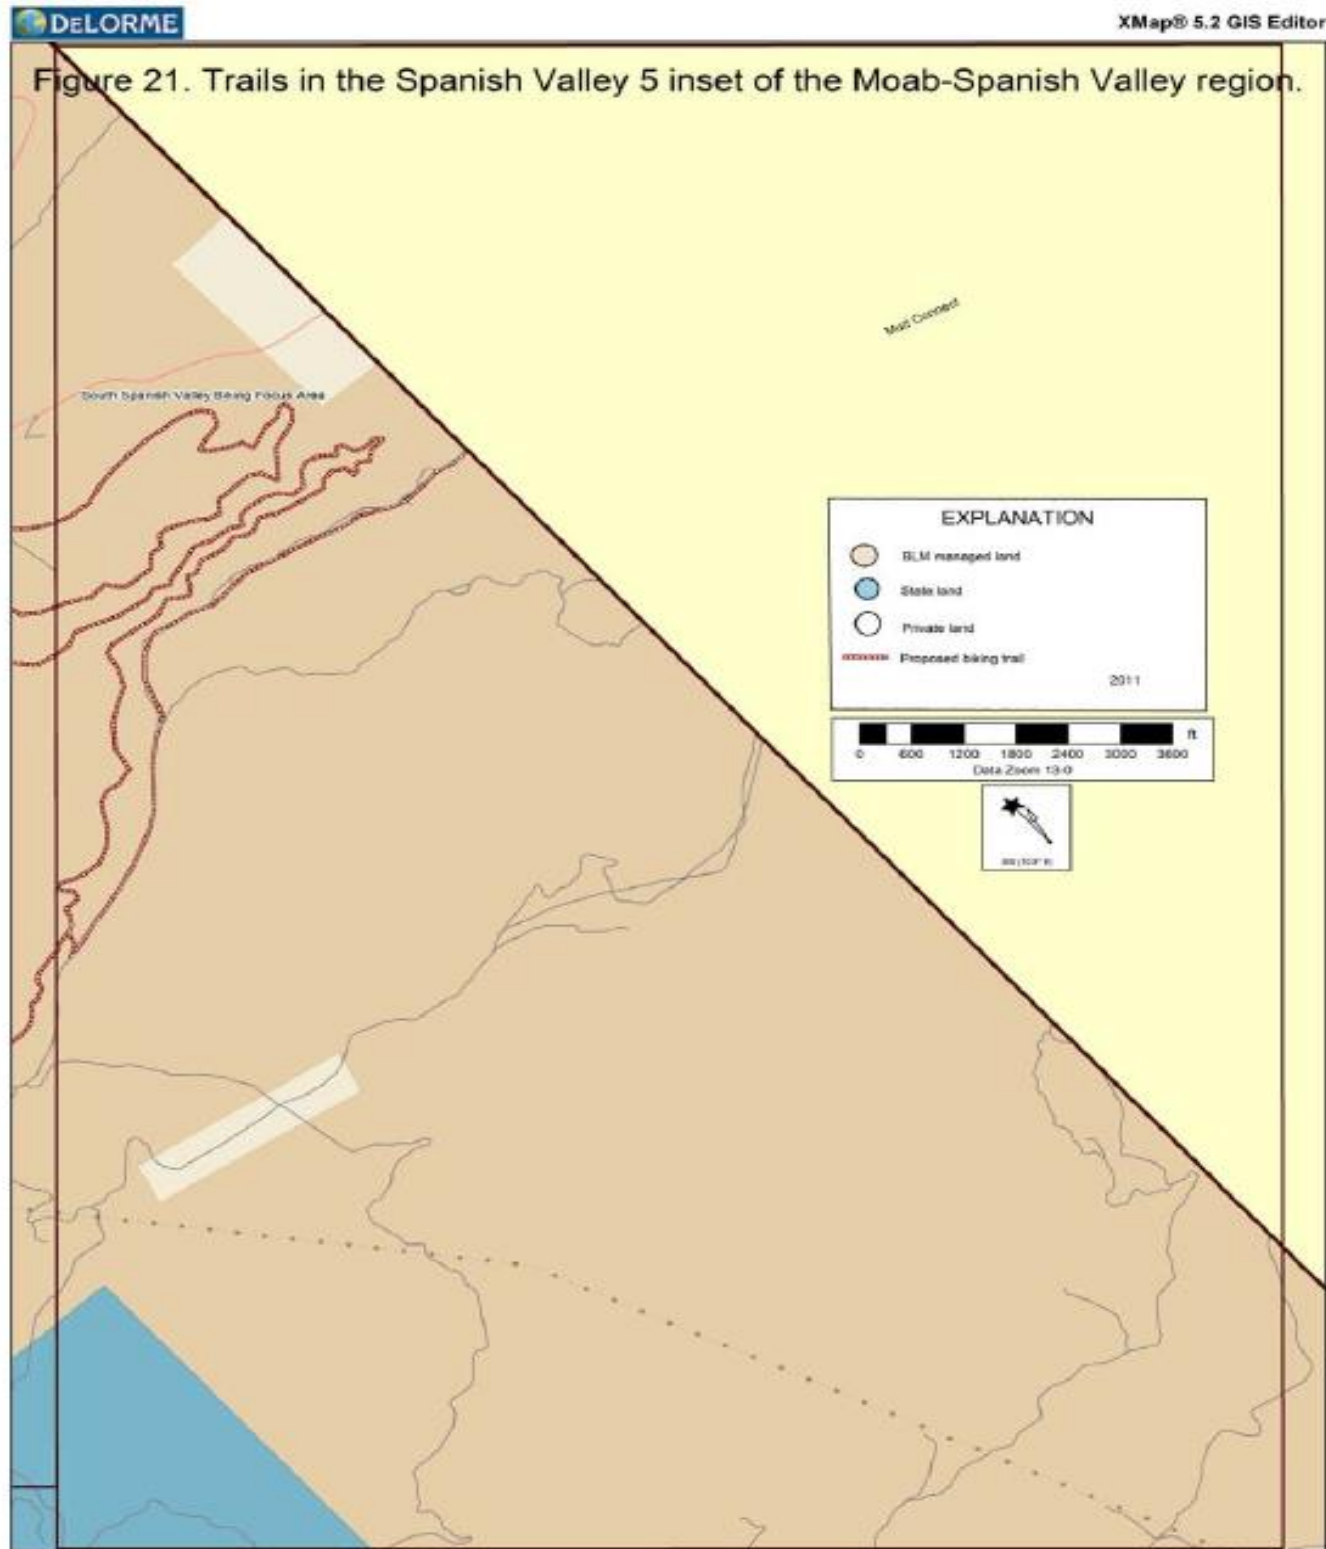 DELORME
XMap® 5.2 GIS Editor
Figure 21. Trails in the Spanish Valley 5 inset of the Moab-Spanish Valley region.
Mud Connect
South Spanish Valley Biking Focus Area
EXPLANATION
BLM managed land
State land
Private land
Proposed biking trail
2011
ft
0 600 1200 1800 2400 3000 3600
Data Zoom 13-0